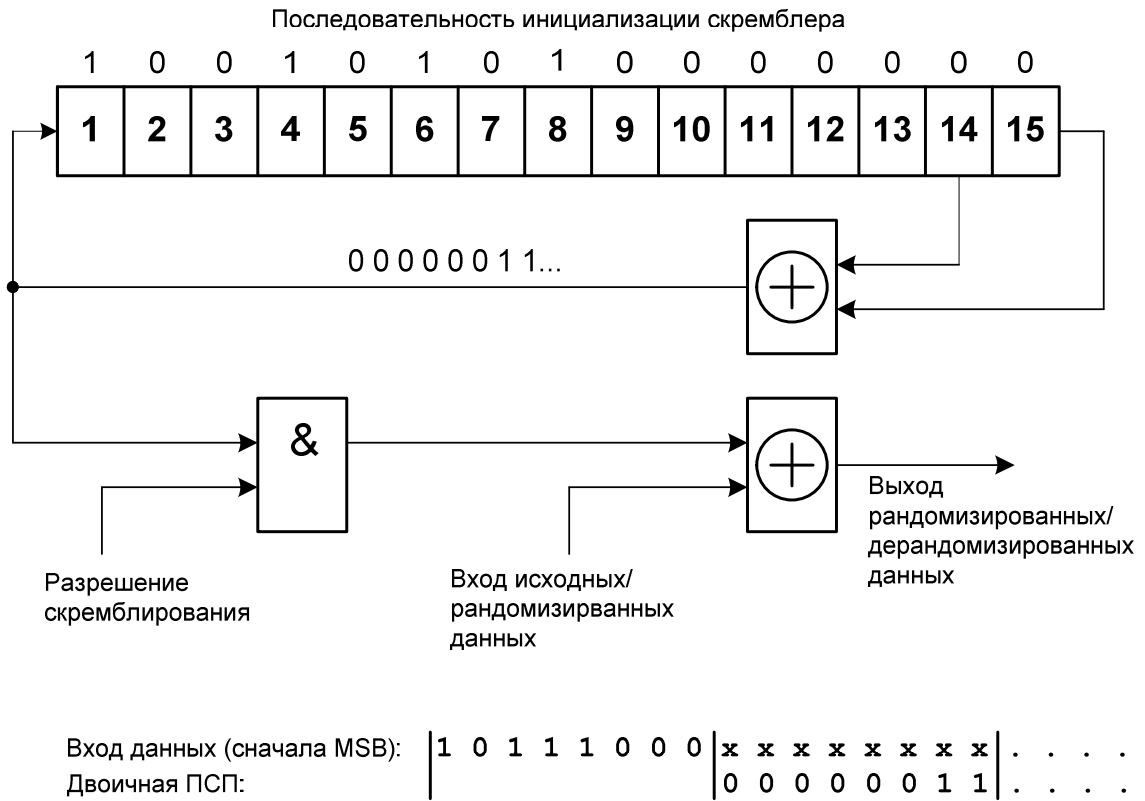 Последовательность инициализации скремблера
1 0 0 1 0 1 0 1 0 0 0 0 0 0 0
1 2 3 4 5 6 7 8 9 10 11 12 13 14 15
0 0 0 0 0 0 1 1...
&
Выход
рандомизированных/
дерандомизированных
данных
Разрешение
скремблирования
Вход исходных/
рандомизирванных
данных
Вход данных (сначала MSB): 1 0 1 1 1 0 0 0 x x x x x x x x . . . .
Двоичная ПСП: 0 0 0 0 0 0 1 1 . . . .